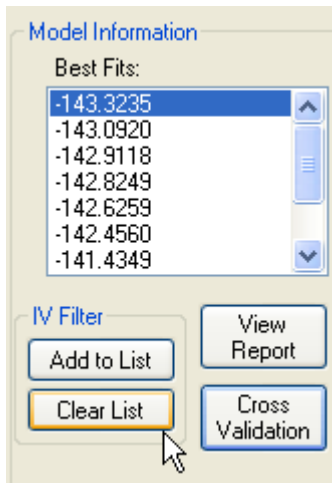 Model Information
Best Fits:
-143.3235
-143.0920
-142.9118
-142.8249
-142.6259
-142.4560
-141.4349
IV Filter
Add to List
Clear List
View
Report
Cross
Validation